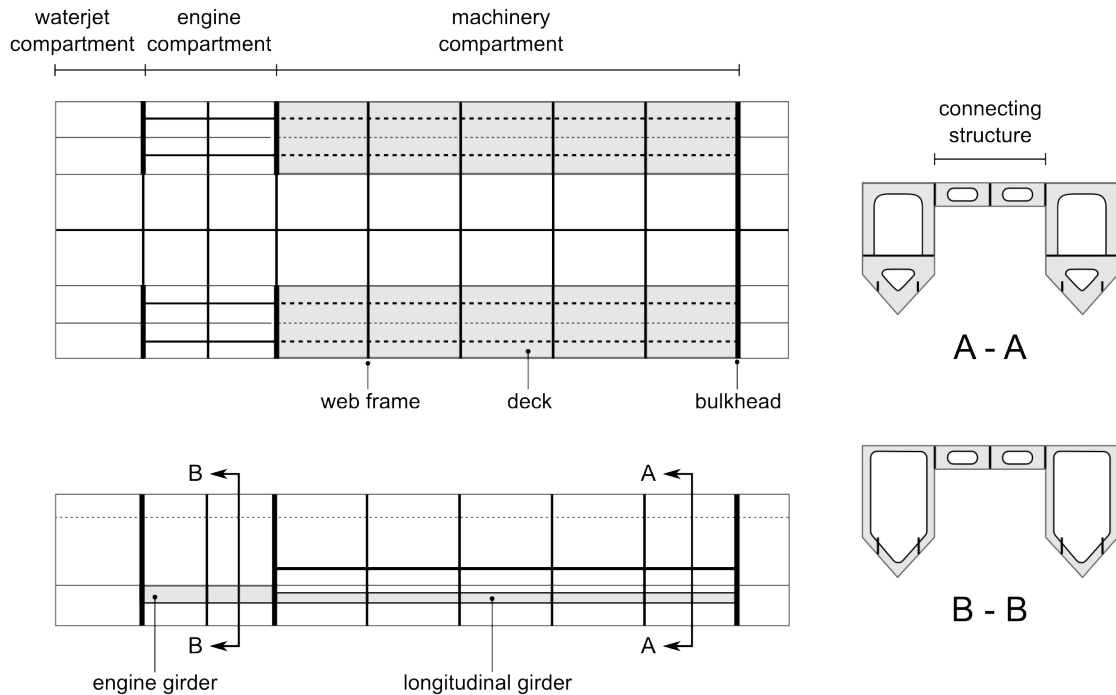 waterjet
compartment
engine
compartment
machinery
compartment
connecting
structure
A - A
web frame
deck
bulkhead
B
A
B
A
B - B
engine girder
longitudinal girder